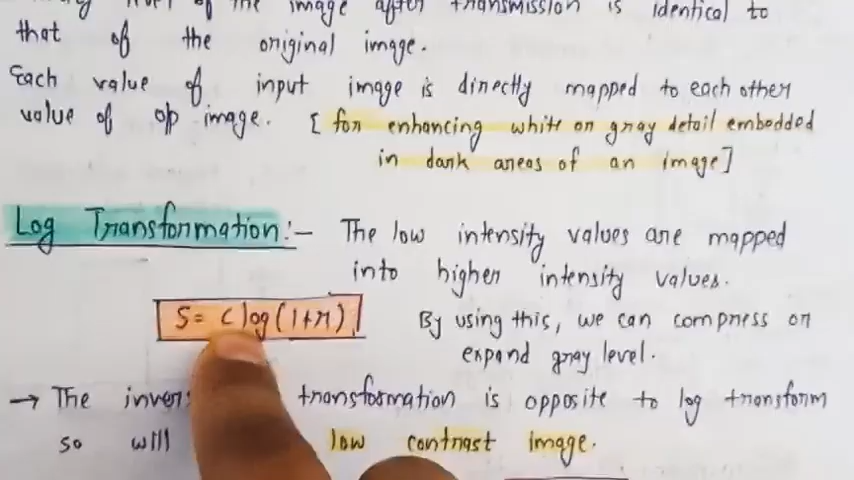 of the image after transmission is identical to
that of the original image.
Each value of input image is directly mapped to each other
value of o/p image. [for enhancing white or gray detail embedded
in dark areas of an image]
Log Transformation:- The low intensity values are mapped
into higher intensity values.
S= c log(1+r)
By using this, we can compress or
expand gray level.
→ The transformation is opposite to log transform
so will low contrast image.